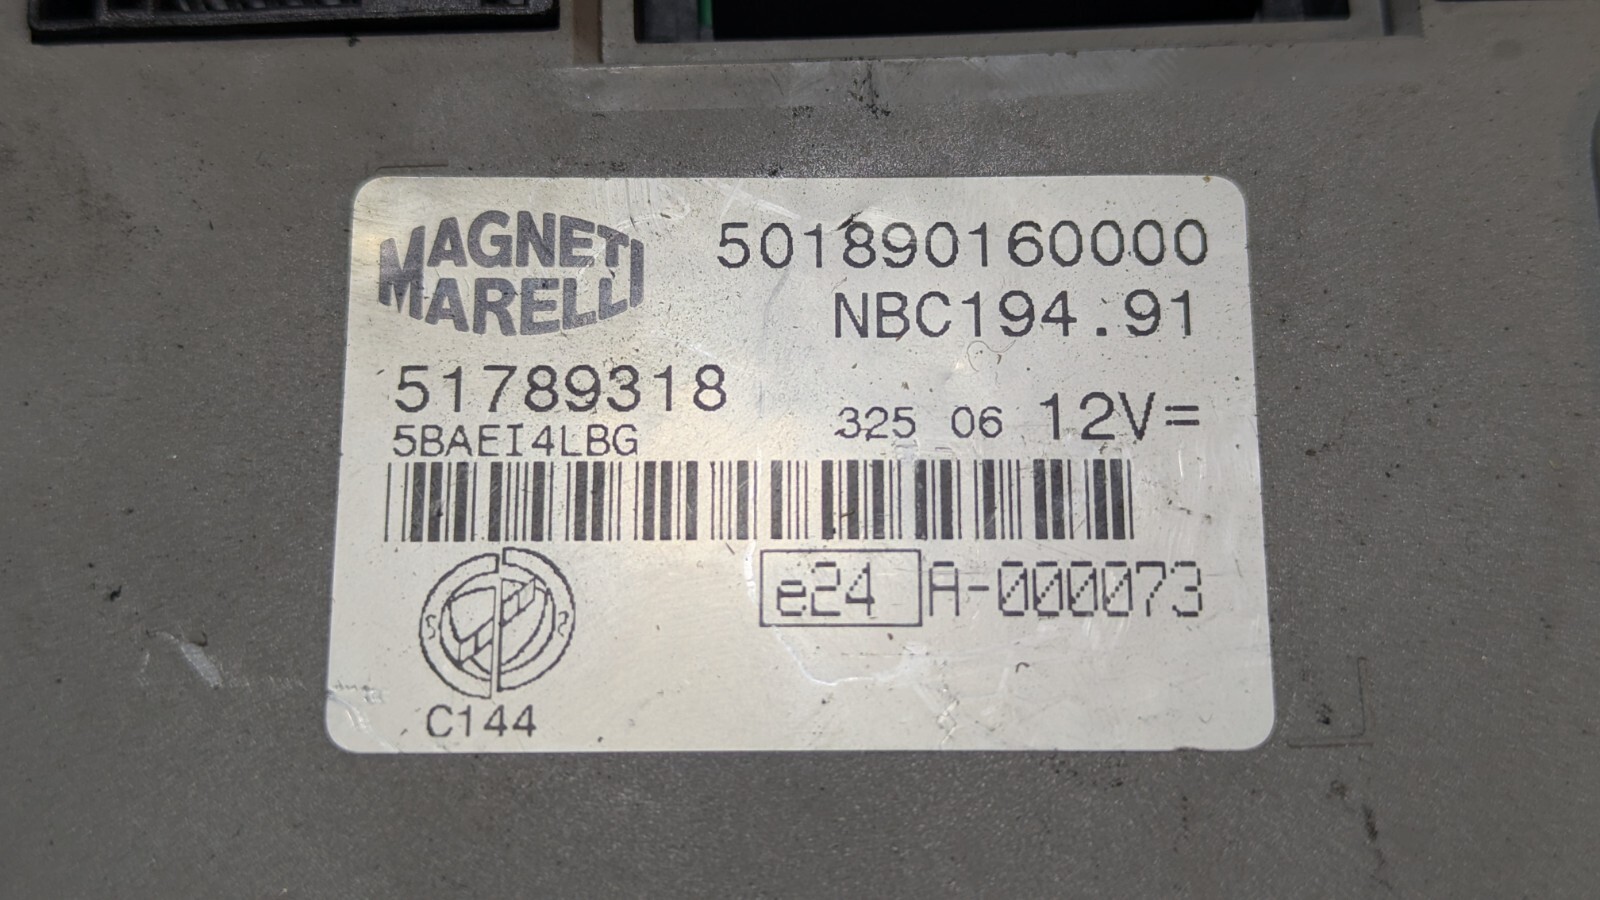 MAGNETI
MARELLI
501890160000
NBC194.91
51789318
325 06 12V=
5BAEI4LBG
e24 A-000073
C144